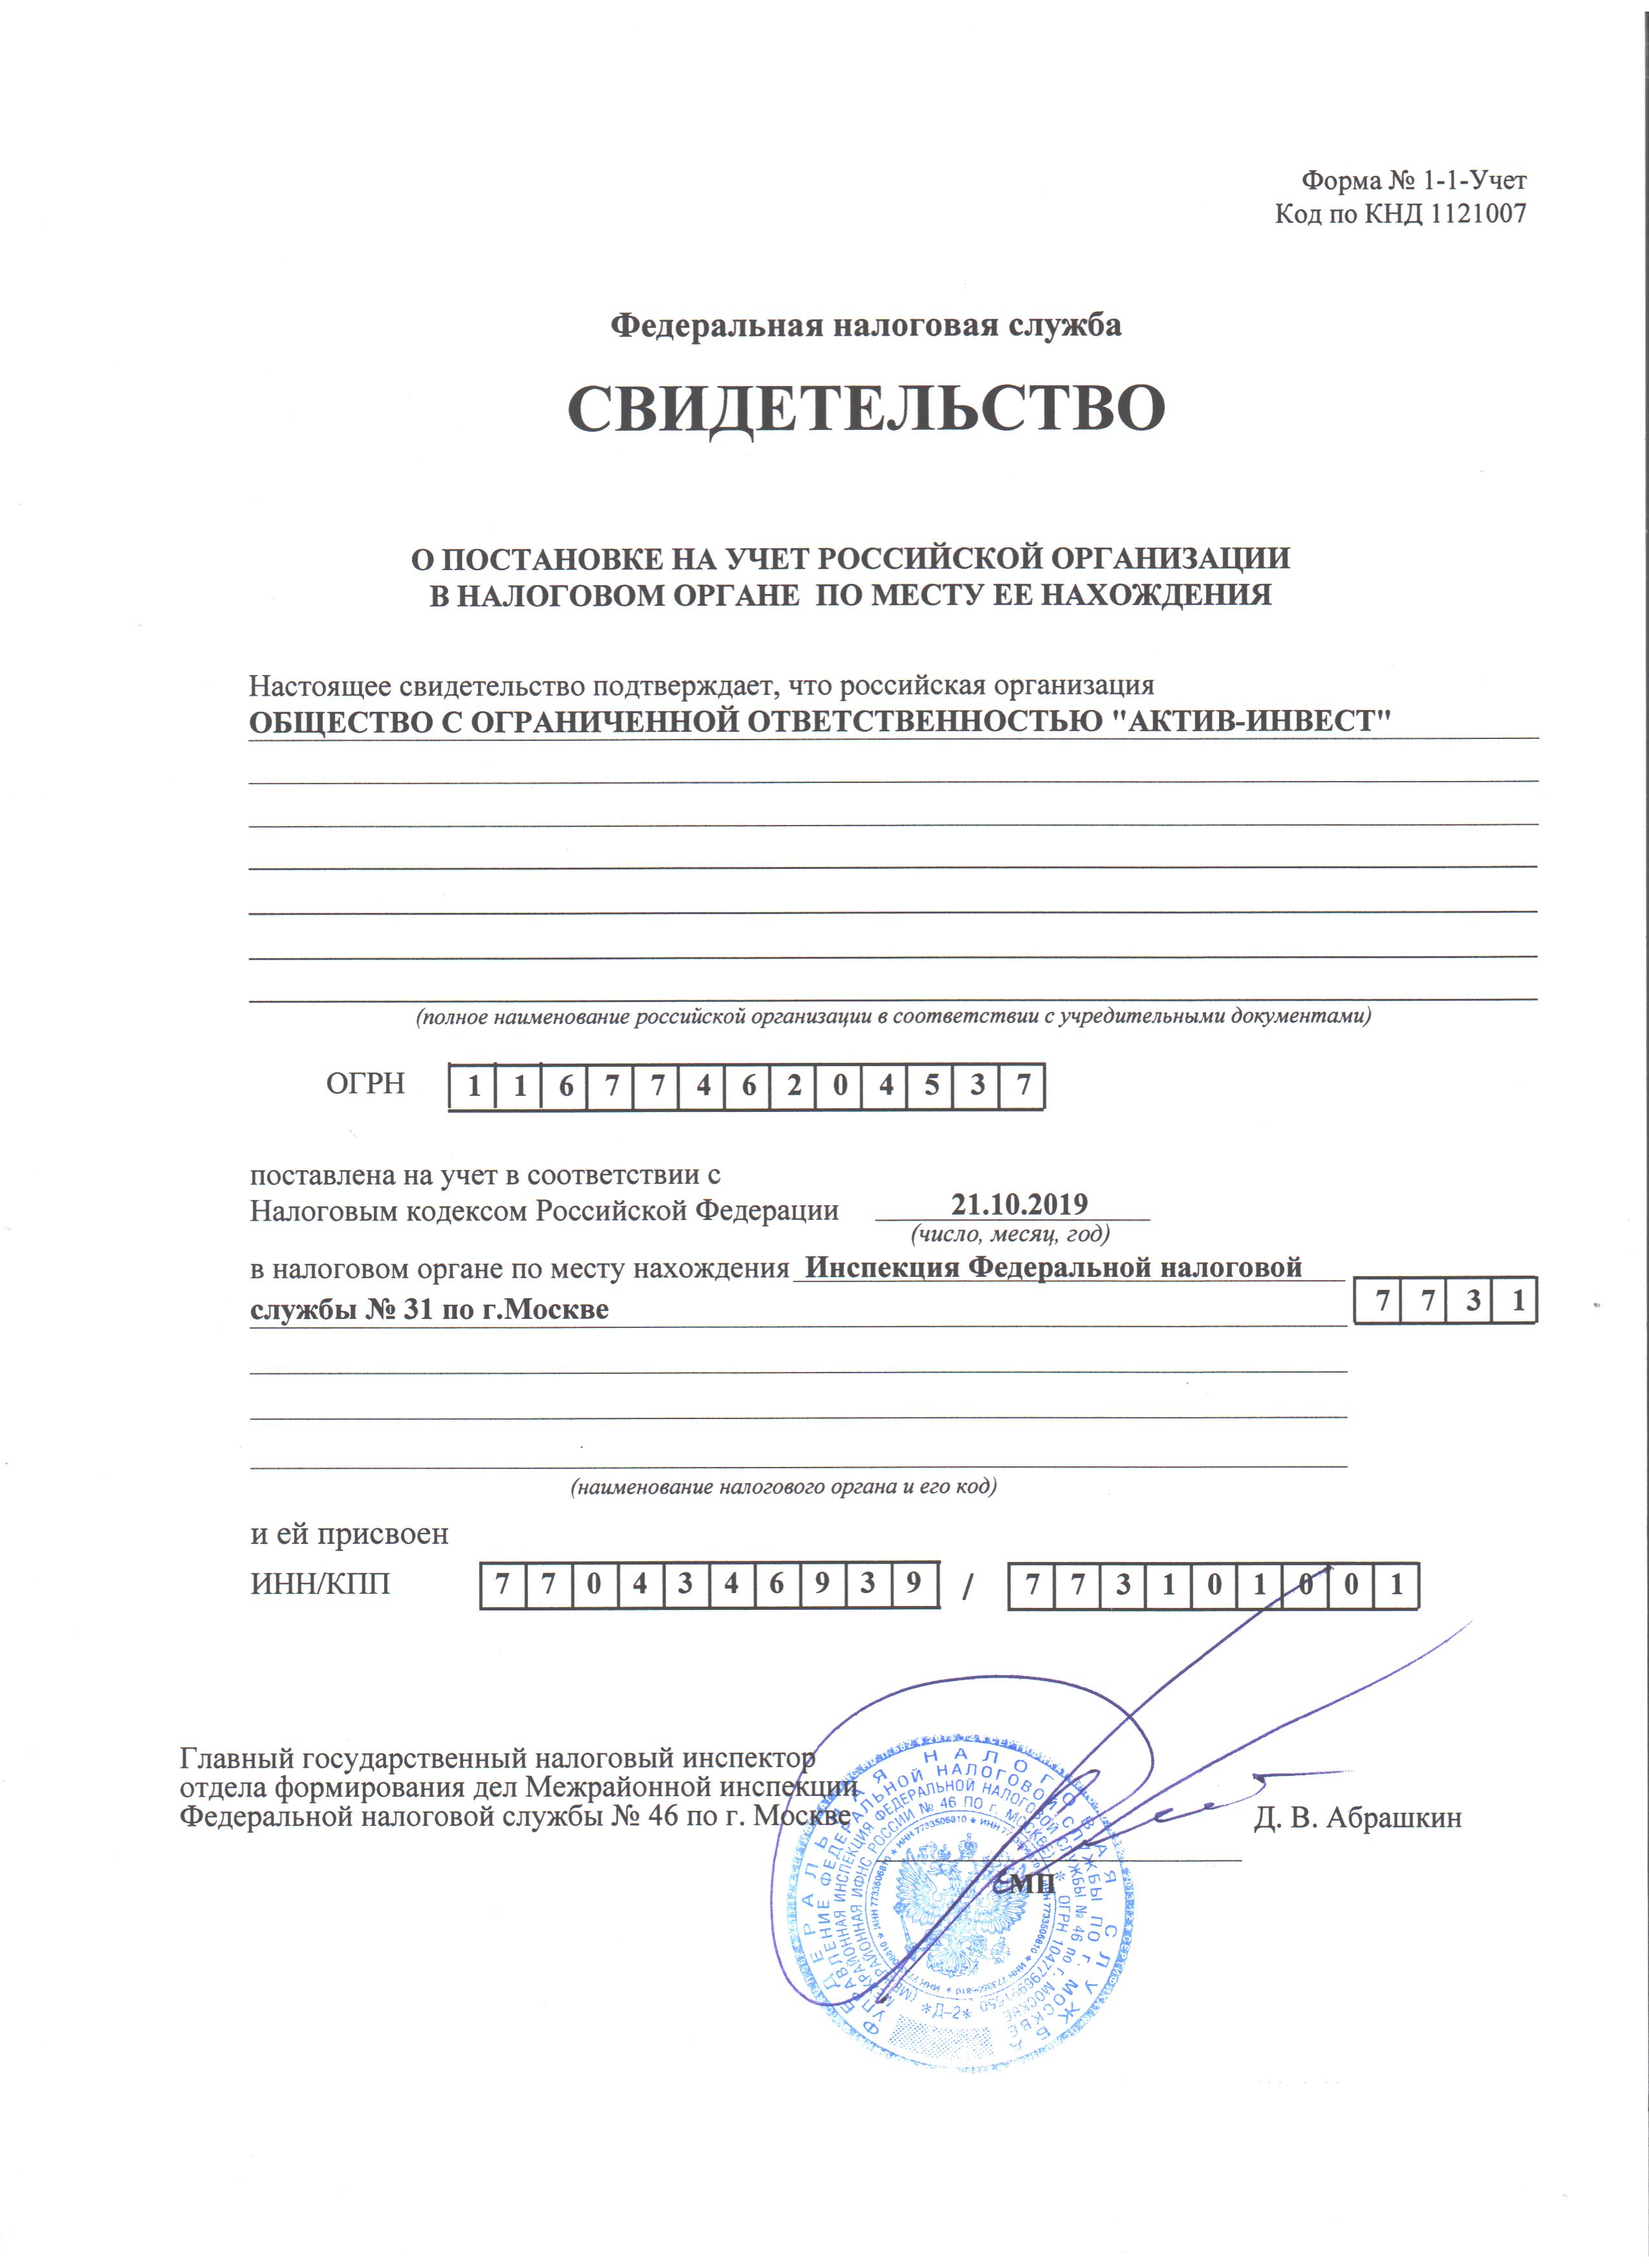 Форма № 1-1-Учет
Код по КНД 1121007
Федеральная налоговая служба
СВИДЕТЕЛЬСТВО
О ПОСТАНОВКЕ НА УЧЕТ РОССИЙСКОЙ ОРГАНИЗАЦИИ
В НАЛОГОВОМ ОРГАНЕ ПО МЕСТУ ЕЕ НАХОЖДЕНИЯ
Настоящее свидетельство подтверждает, что российская организация
ОБЩЕСТВО С ОГРАНИЧЕННОЙ ОТВЕТСТВЕННОСТЬЮ "АКТИВ-ИНВЕСТ"
(полное наименование российской организации в соответствии с учредительными документами)
ОГРН 1 1 6 7 7 4 6 2 0 4 5 3 7
поставлена на учет в соответствии с
Налоговым кодексом Российской Федерации 21.10.2019
(число, месяц, год)
в налоговом органе по месту нахождения Инспекция Федеральной налоговой
службы № 31 по г.Москве 7 7 3 1
(наименование налогового органа и его код)
и ей присвоен
ИНН/КПП 7 7 0 4 3 4 6 9 3 9 / 7 7 3 1 0 1 0 0 1
Главный государственный налоговый инспектор
отдела формирования дел Межрайонной инспекции
Федеральной налоговой службы № 46 по г. Москве
Д. В. Абрашкин
МП
ФЕДЕРАЛЬНАЯ НАЛОГОВАЯ СЛУЖБА
УПРАВЛЕНИЕ ФЕДЕРАЛЬНОЙ НАЛОГОВОЙ СЛУЖБЫ ПО Г. МОСКВЕ
МЕЖРАЙОННАЯ ИНСПЕКЦИЯ ФЕДЕРАЛЬНОЙ НАЛОГОВОЙ СЛУЖБЫ № 46 ПО Г. МОСКВЕ
(МЕЖРАЙОННАЯ ИФНС РОССИИ № 46 ПО Г. МОСКВЕ)
ИНН 7733506810
*Д-2*